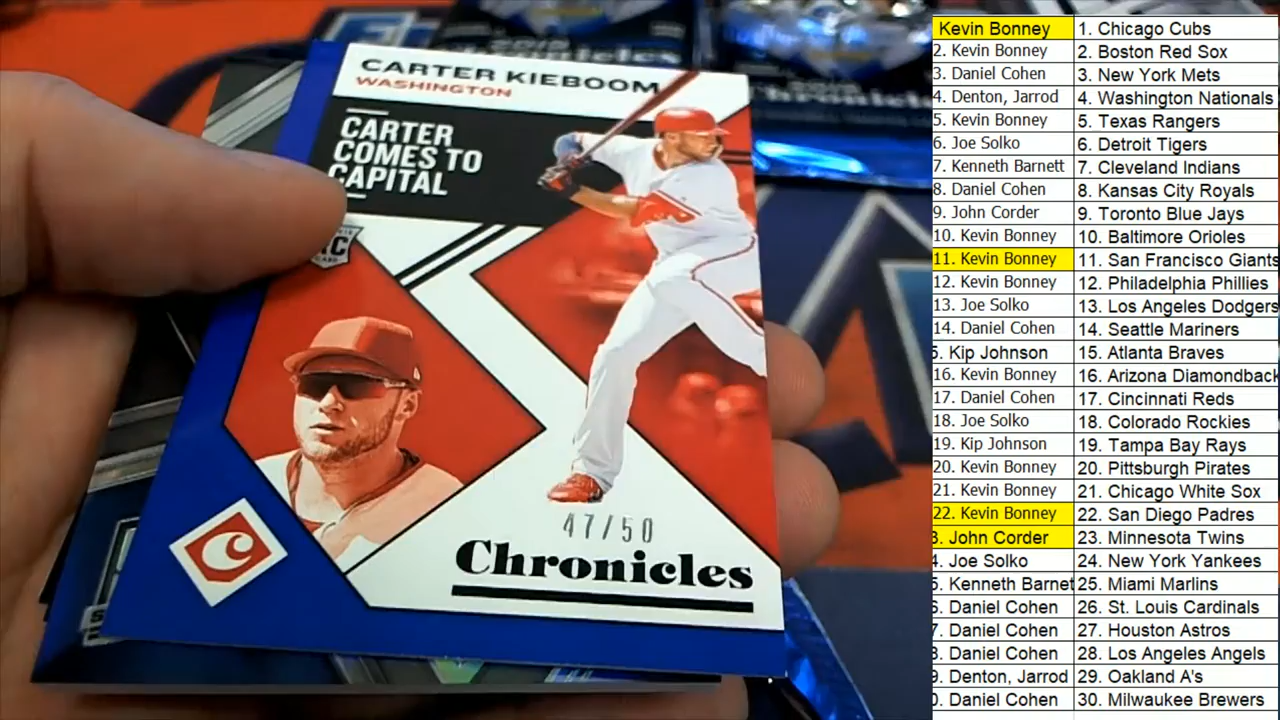 CARTER KIEBOOM
WASHINGTON
CARTER
COMES TO
CAPITAL
RC
C
47/50
Chronicles
Kevin Bonney 1. Chicago Cubs
2. Kevin Bonney 2. Boston Red Sox
3. Daniel Cohen 3. New York Mets
4. Denton, Jarrod 4. Washington Nationals
5. Kevin Bonney 5. Texas Rangers
6. Joe Solko 6. Detroit Tigers
7. Kenneth Barnett 7. Cleveland Indians
8. Daniel Cohen 8. Kansas City Royals
9. John Corder 9. Toronto Blue Jays
10. Kevin Bonney 10. Baltimore Orioles
11. Kevin Bonney 11. San Francisco Giants
12. Kevin Bonney 12. Philadelphia Phillies
13. Joe Solko 13. Los Angeles Dodgers
14. Daniel Cohen 14. Seattle Mariners
5. Kip Johnson 15. Atlanta Braves
16. Kevin Bonney 16. Arizona Diamondback
17. Daniel Cohen 17. Cincinnati Reds
18. Joe Solko 18. Colorado Rockies
19. Kip Johnson 19. Tampa Bay Rays
20. Kevin Bonney 20. Pittsburgh Pirates
21. Kevin Bonney 21. Chicago White Sox
22. Kevin Bonney 22. San Diego Padres
3. John Corder 23. Minnesota Twins
4. Joe Solko 24. New York Yankees
5. Kenneth Barnet 25. Miami Marlins
6. Daniel Cohen 26. St. Louis Cardinals
7. Daniel Cohen 27. Houston Astros
8. Daniel Cohen 28. Los Angeles Angels
9. Denton, Jarrod 29. Oakland A's
0. Daniel Cohen 30. Milwaukee Brewers